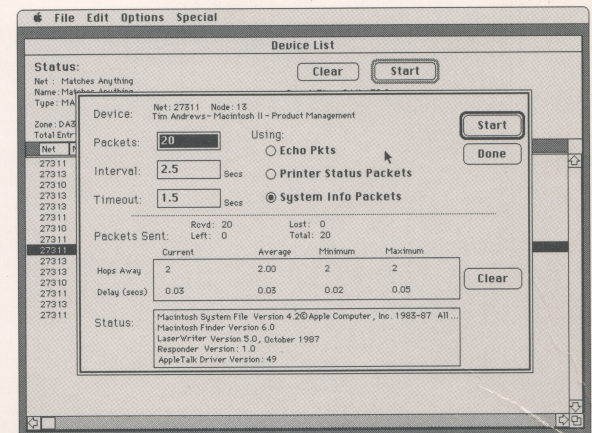 File Edit Options Special
Device List
Status:
Net : Matches Anything
Name: Matches Anything
Type: MA
Zone: DA3
Total Entr
Clear
Start
Net
27311
27313
27310
27313
27313
27311
27310
27311
27311
27313
27313
27310
27311
27313
27311
Device: Net: 27311 Node: 13
Tim Andrews- Macintosh II - Product Management
Packets: 20
Interval: 2.5 Secs
Timeout: 1.5 Secs
Using:
Echo Pkts
Printer Status Packets
System Info Packets
Start
Done
Packets Sent:
Rcvd: 20 Lost: 0
Left: 0 Total: 20
Current Average Minimum Maximum
Hops Away 2 2.00 2 2
Delay (secs) 0.03 0.03 0.02 0.05
Clear
Status:
Macintosh System File Version 4.2©Apple Computer, Inc. 1983-87 All...
Macintosh Finder Version 6.0
LaserWriter Version 5.0, October 1987
Responder Version: 1.0
AppleTalk Driver Version: 49